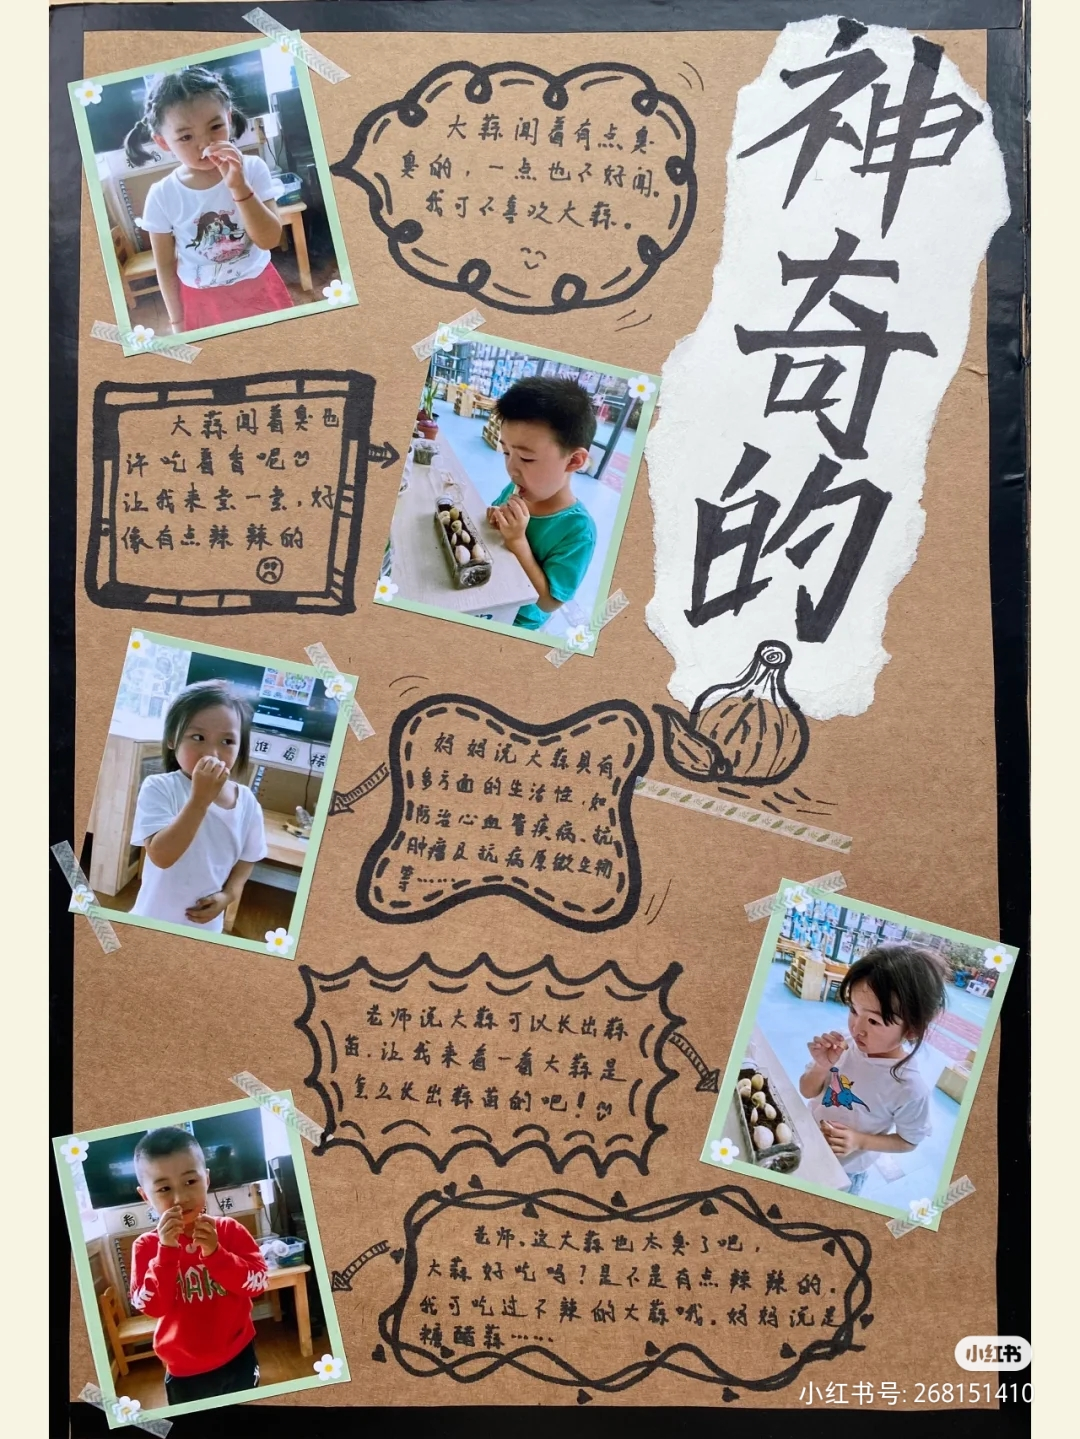 神
奇
的
大蒜闻着有点臭
臭的，一点也不好闻。
我可不喜欢大蒜。
大蒜闻着臭也
许吃着香呢
让我来尝一尝，好
像有点辣辣的
妈妈说大蒜具有
多方面的生活性，如
防治心血管疾病、抗
肿瘤及抗病原微生物
等……
老师说大蒜可以长出蒜
苗，让我来看一看大蒜是
怎么长出蒜苗的吧！
老师，这大蒜也太臭了吧，
大蒜好吃吗？是不是有点辣辣的。
我可吃过不辣的大蒜哦。妈妈说是
糖醋蒜……
小红书
小红书号: 268151410